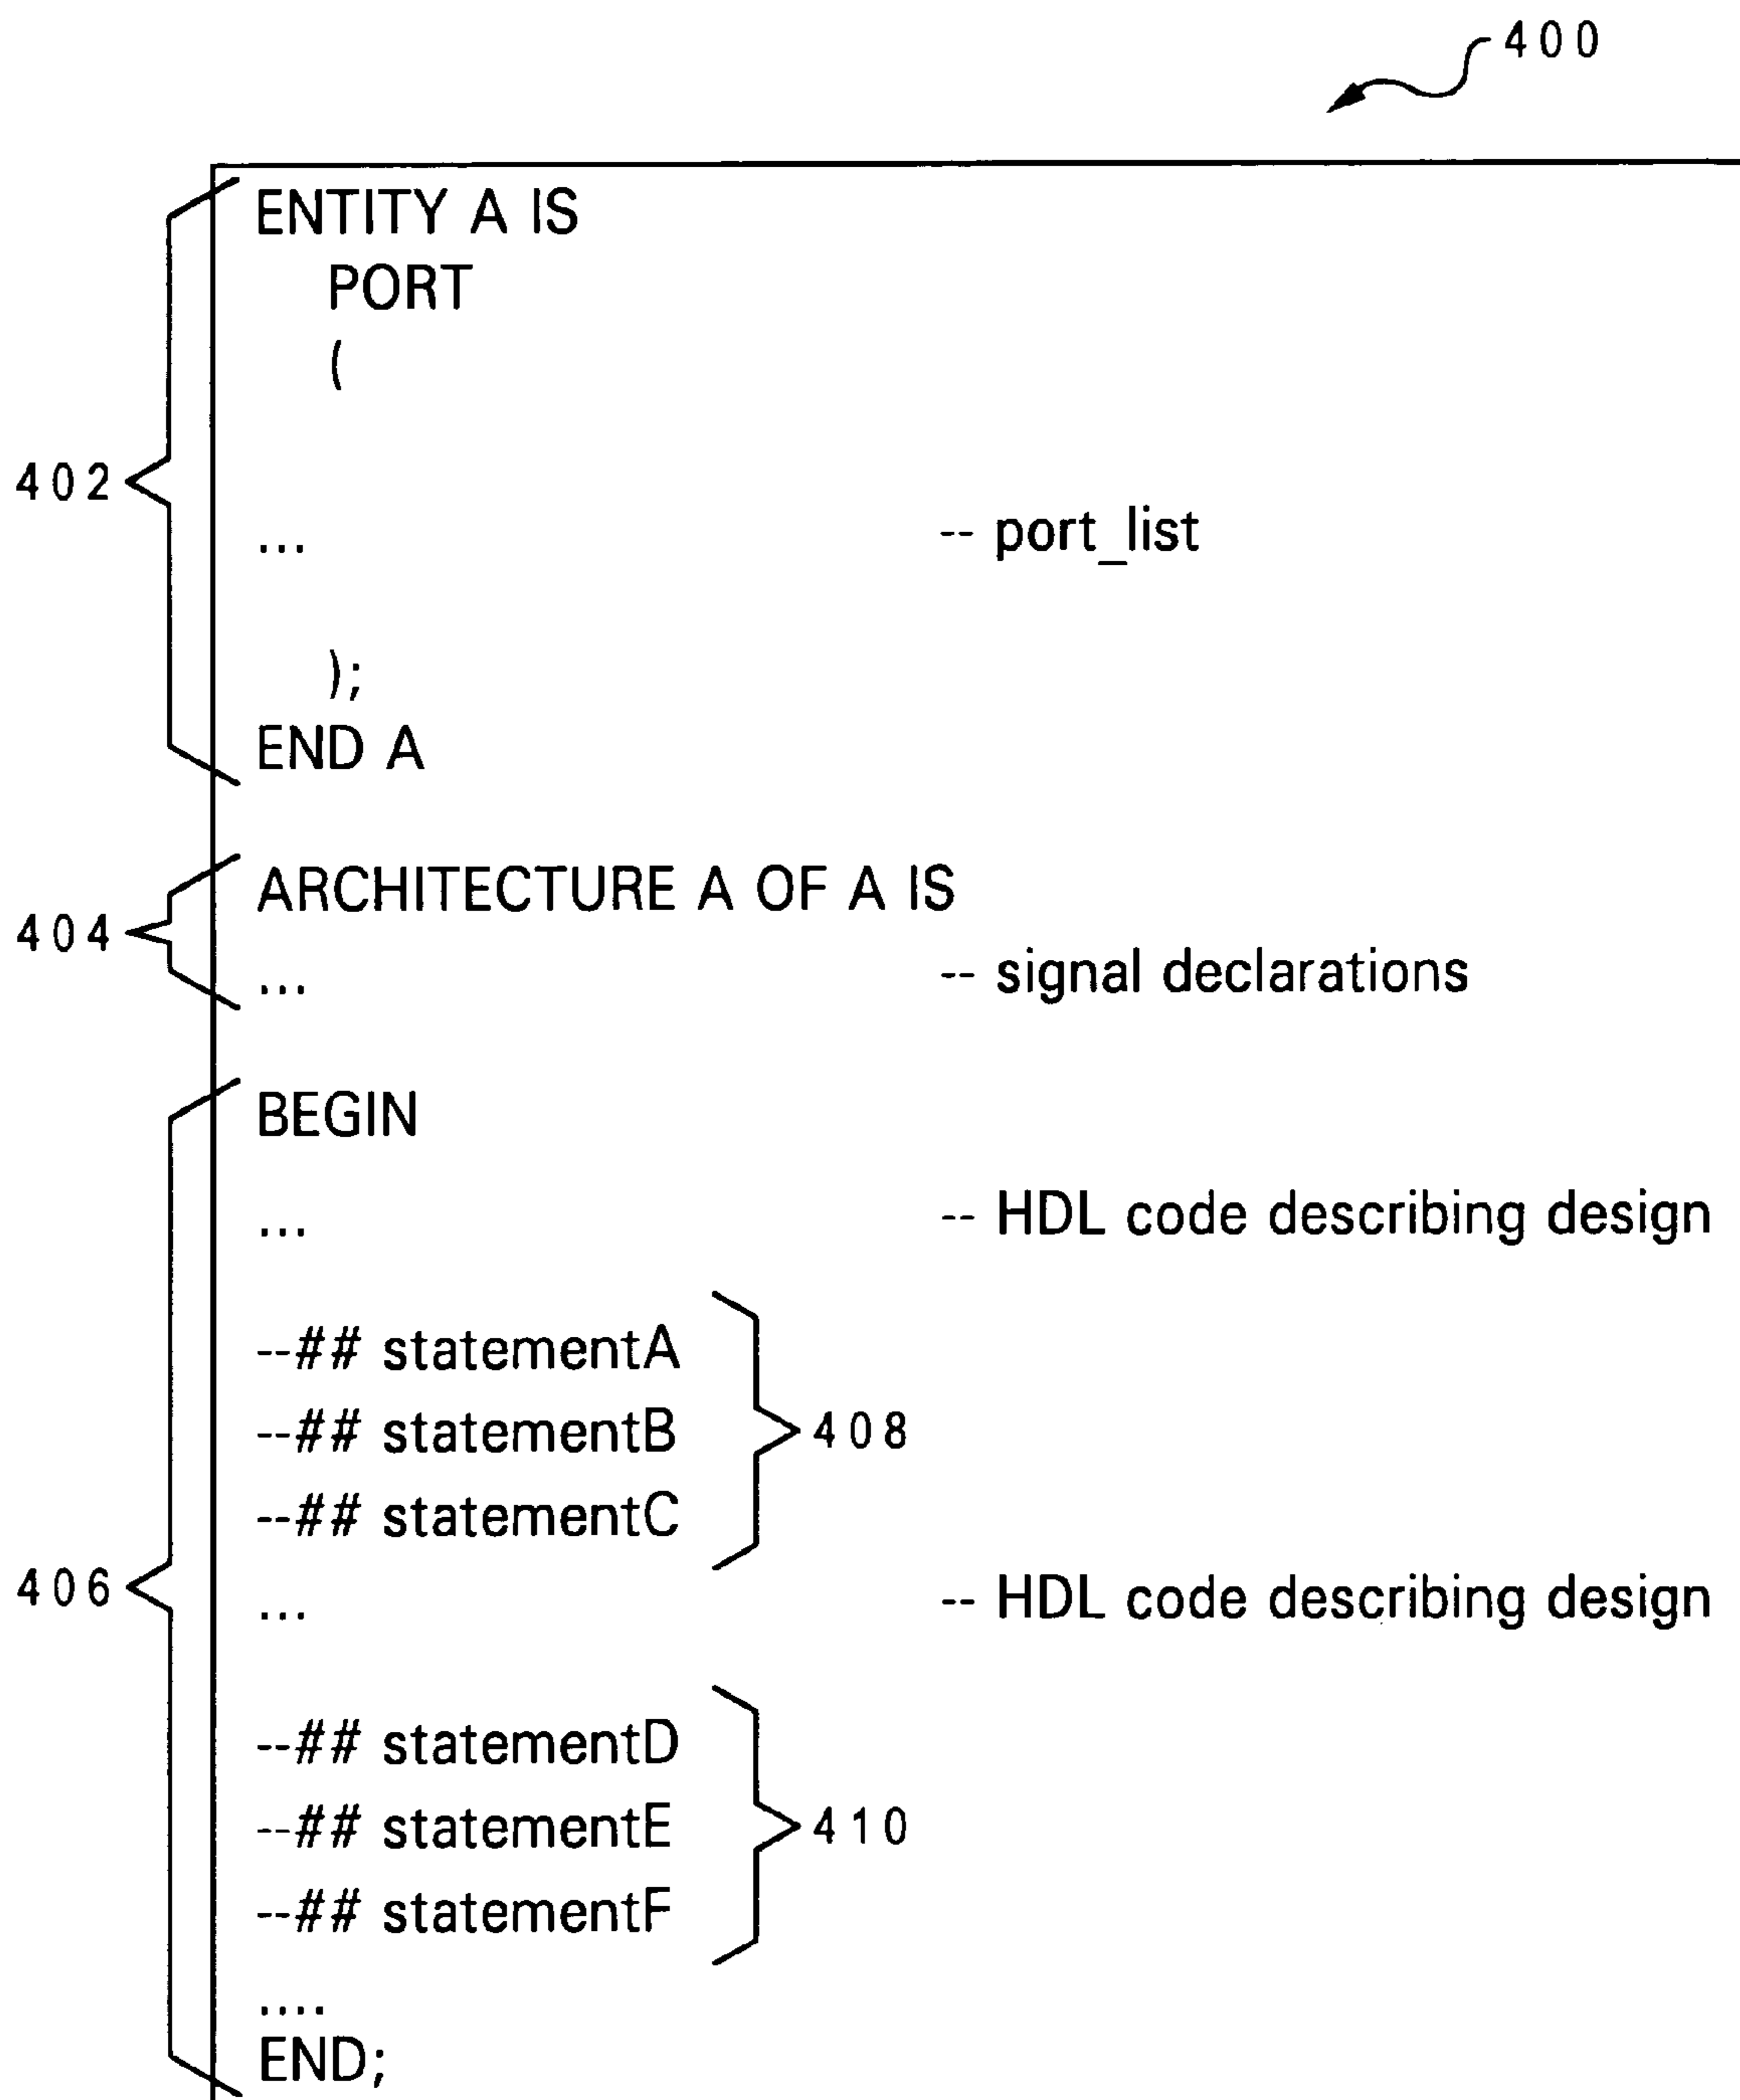 400
ENTITY A IS
PORT
(
402
... -- port_list
);
END A
ARCHITECTURE A OF A IS
404
... -- signal declarations
BEGIN
... -- HDL code describing design
--## statementA
--## statementB
408
--## statementC
406
... -- HDL code describing design
--## statementD
--## statementE
410
--## statementF
....
END;